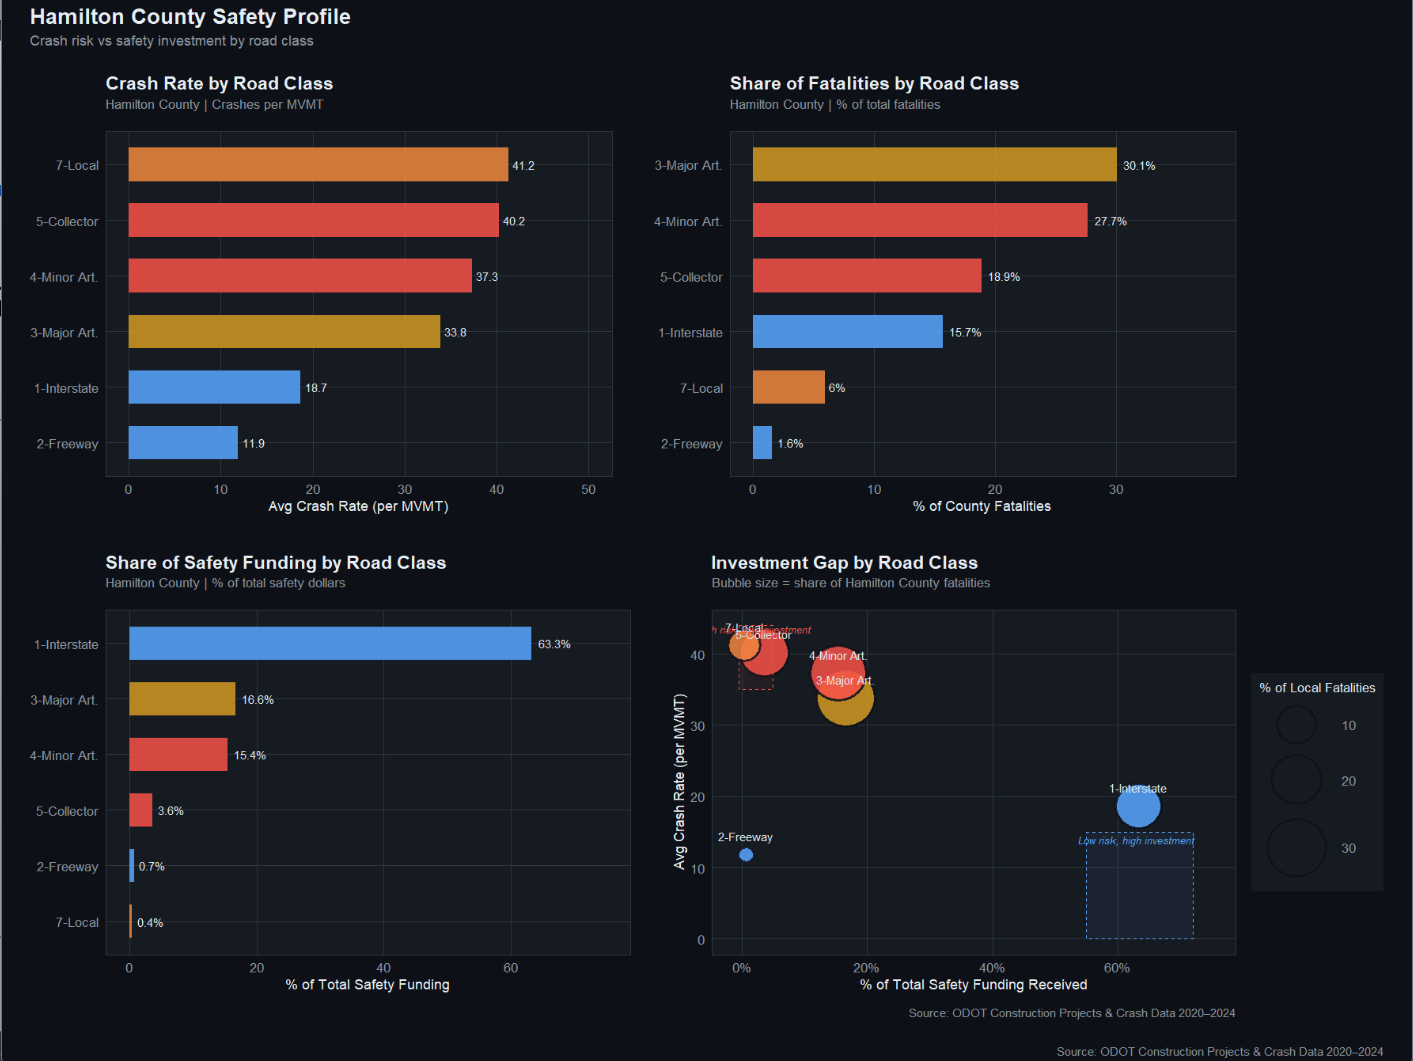 Hamilton County Safety Profile
Crash risk vs safety investment by road class
Crash Rate by Road Class
Hamilton County | Crashes per MVMT
7-Local
41.2
5-Collector
40.2
4-Minor Art.
37.3
3-Major Art.
33.8
1-Interstate
18.7
2-Freeway
11.9
0 10 20 30 40 50
Avg Crash Rate (per MVMT)
Share of Fatalities by Road Class
Hamilton County | % of total fatalities
3-Major Art.
30.1%
4-Minor Art.
27.7%
5-Collector
18.9%
1-Interstate
15.7%
7-Local
6%
2-Freeway
1.6%
0 10 20 30
% of County Fatalities
Share of Safety Funding by Road Class
Hamilton County | % of total safety dollars
1-Interstate
63.3%
3-Major Art.
16.6%
4-Minor Art.
15.4%
5-Collector
3.6%
2-Freeway
0.7%
7-Local
0.4%
0 20 40 60
% of Total Safety Funding
Investment Gap by Road Class
Bubble size = share of Hamilton County fatalities
Avg Crash Rate (per MVMT)
40
30
20
10
0
7-Local
5-Collector
4-Minor Art.
3-Major Art.
1-Interstate
2-Freeway
Low risk, high investment
0% 20% 40% 60%
% of Total Safety Funding Received
% of Local Fatalities
10
20
30
Source: ODOT Construction Projects & Crash Data 2020–2024
Source: ODOT Construction Projects & Crash Data 2020–2024